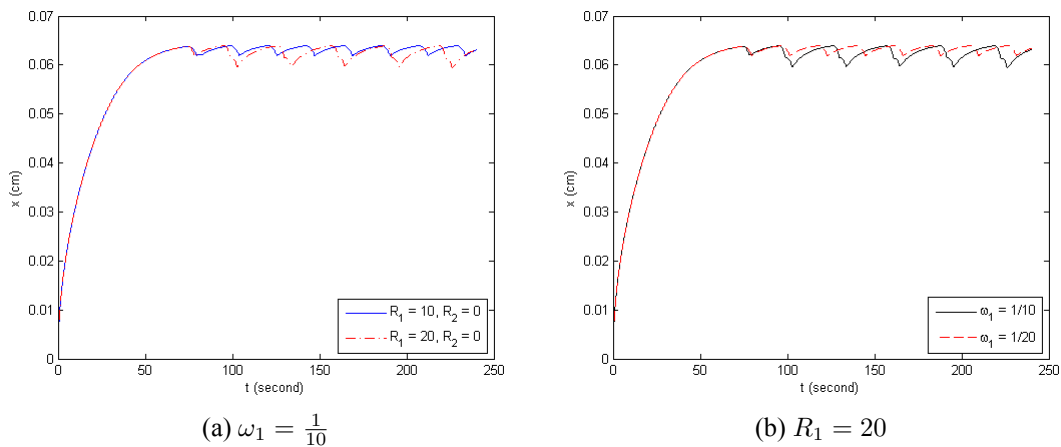 0.07
0.06
0.05
0.04
0.03
0.02
0.01
0
x (cm)
0 50 100 150 200 250
t (second)
R₁ = 10, R₂ = 0
R₁ = 20, R₂ = 0
(a) ω₁ = 1/10
0.07
0.06
0.05
0.04
0.03
0.02
0.01
0
x (cm)
0 50 100 150 200 250
t (second)
ω₁ = 1/10
ω₁ = 1/20
(b) R₁ = 20